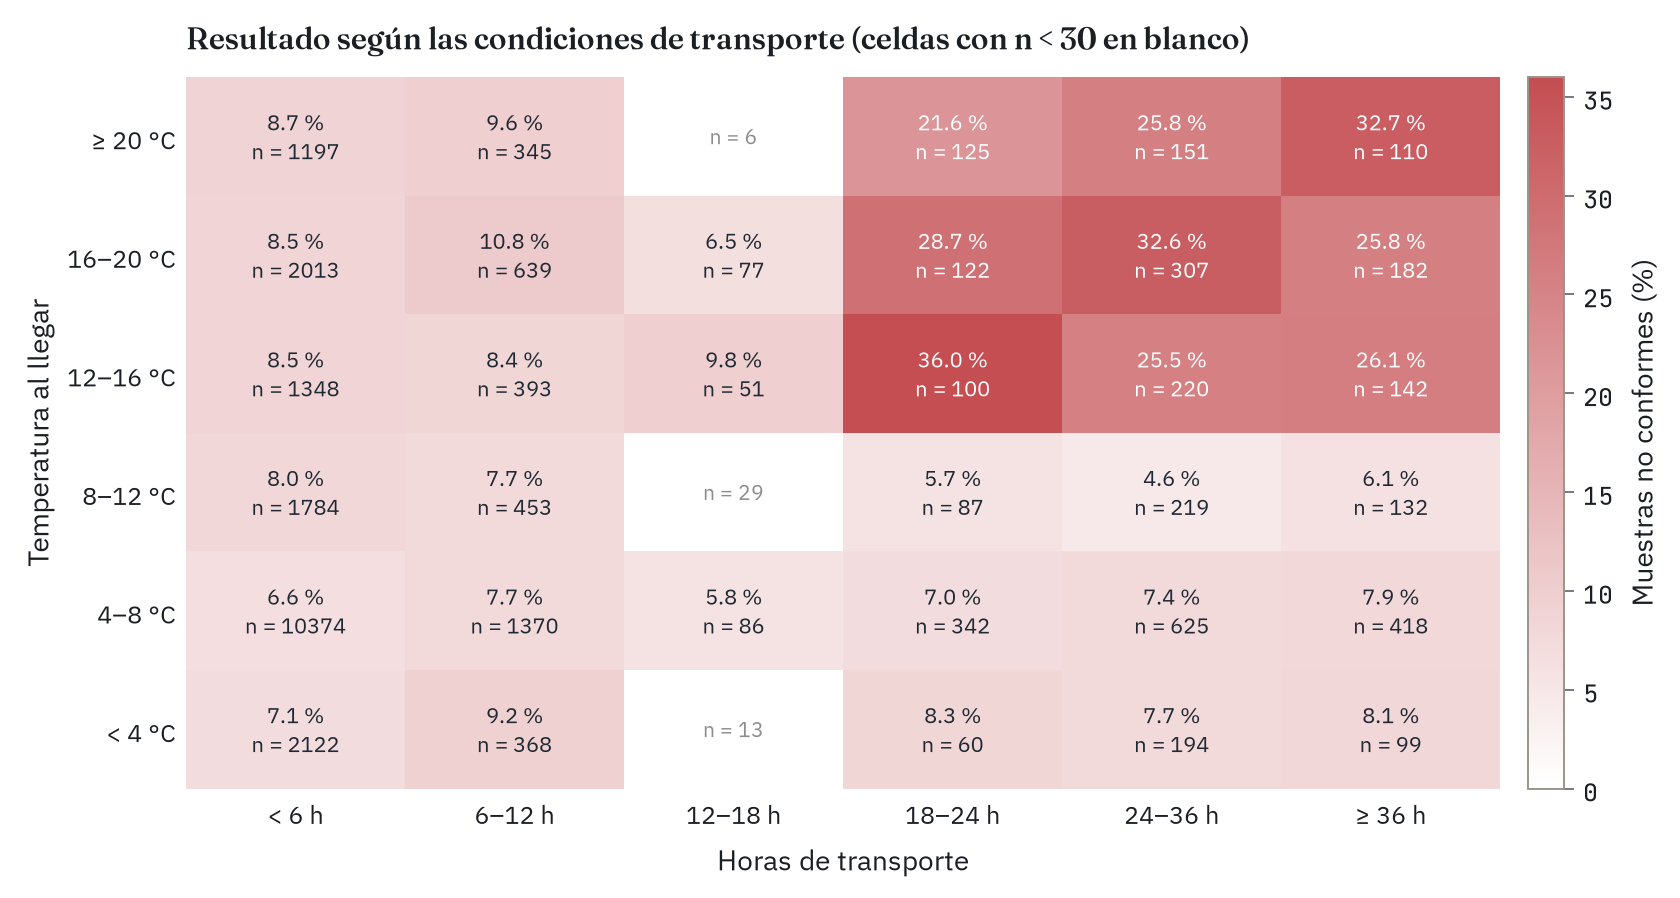 Resultado según las condiciones de transporte (celdas con n < 30 en blanco)
Temperatura al llegar
≥ 20 °C
8.7 %
n = 1197
9.6 %
n = 345
n = 6
21.6 %
n = 125
25.8 %
n = 151
32.7 %
n = 110
16–20 °C
8.5 %
n = 2013
10.8 %
n = 639
6.5 %
n = 77
28.7 %
n = 122
32.6 %
n = 307
25.8 %
n = 182
12–16 °C
8.5 %
n = 1348
8.4 %
n = 393
9.8 %
n = 51
36.0 %
n = 100
25.5 %
n = 220
26.1 %
n = 142
8–12 °C
8.0 %
n = 1784
7.7 %
n = 453
n = 29
5.7 %
n = 87
4.6 %
n = 219
6.1 %
n = 132
4–8 °C
6.6 %
n = 10374
7.7 %
n = 1370
5.8 %
n = 86
7.0 %
n = 342
7.4 %
n = 625
7.9 %
n = 418
< 4 °C
7.1 %
n = 2122
9.2 %
n = 368
n = 13
8.3 %
n = 60
7.7 %
n = 194
8.1 %
n = 99
< 6 h
6–12 h
12–18 h
18–24 h
24–36 h
≥ 36 h
Horas de transporte
35
30
25
20
15
10
5
0
Muestras no conformes (%)